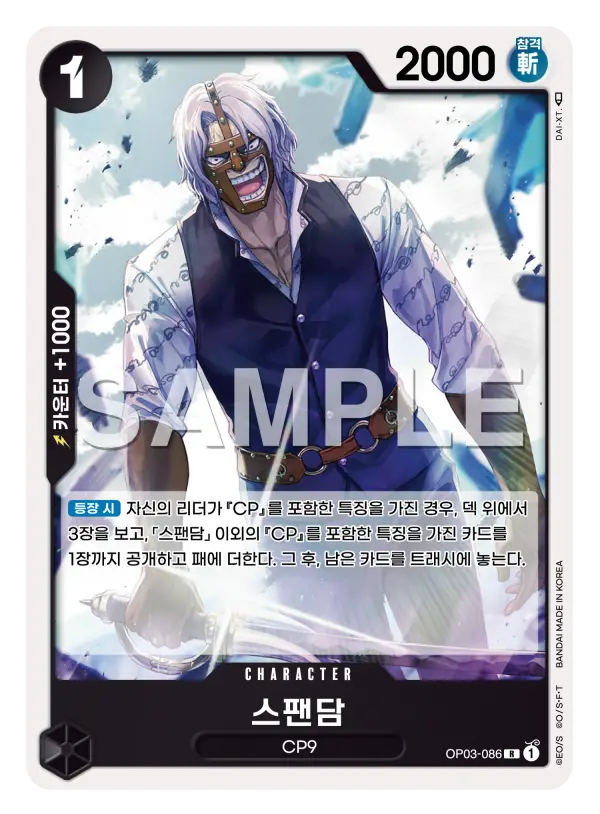 1
2000
참격
斬
DAI-XT.
카운터 +1000
SAMPLE
등장 시 자신의 리더가 『CP』를 포함한 특징을 가진 경우, 덱 위에서
3장을 보고, 「스팬담」 이외의 『CP』를 포함한 특징을 가진 카드를
1장까지 공개하고 패에 더한다. 그 후, 남은 카드를 트래시에 놓는다.
CHARACTER
스팬담
CP9
OP03-086 R 1
©E.O/S ©O/S·F·T BANDAI MADE IN KOREA